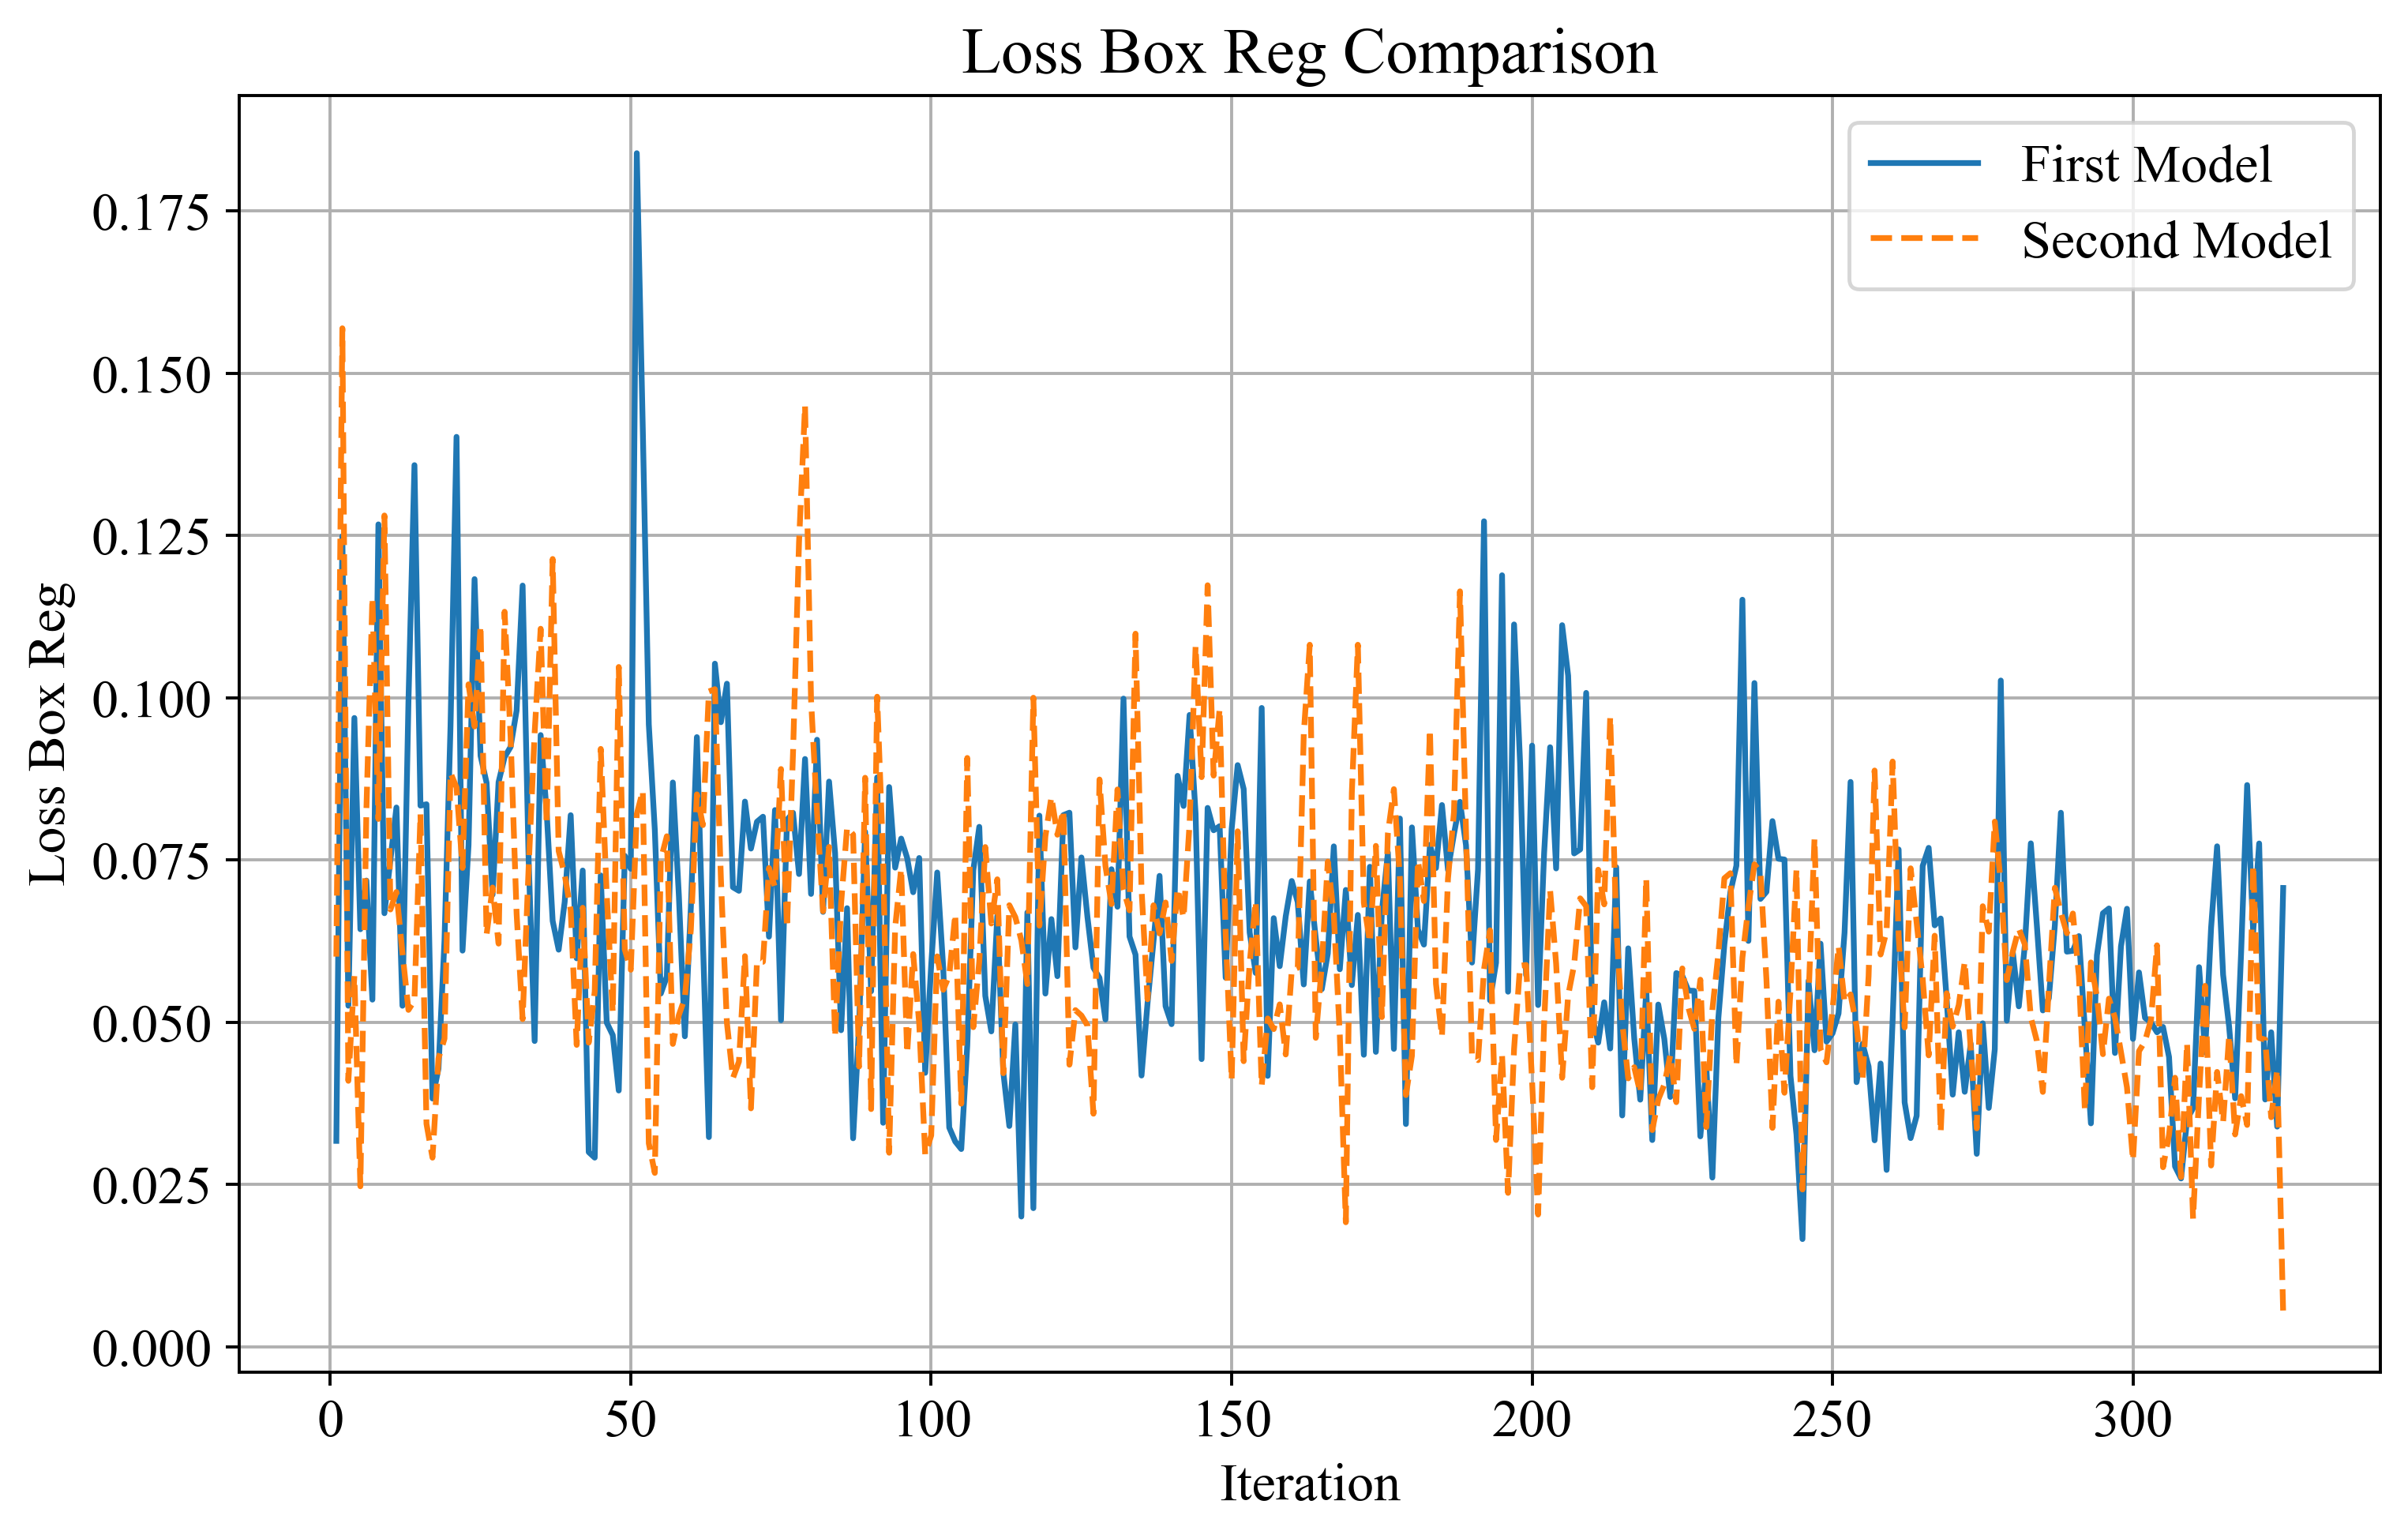 Loss Box Reg Comparison
First Model
Second Model
Loss Box Reg
0.175
0.150
0.125
0.100
0.075
0.050
0.025
0.000
0 50 100 150 200 250 300
Iteration